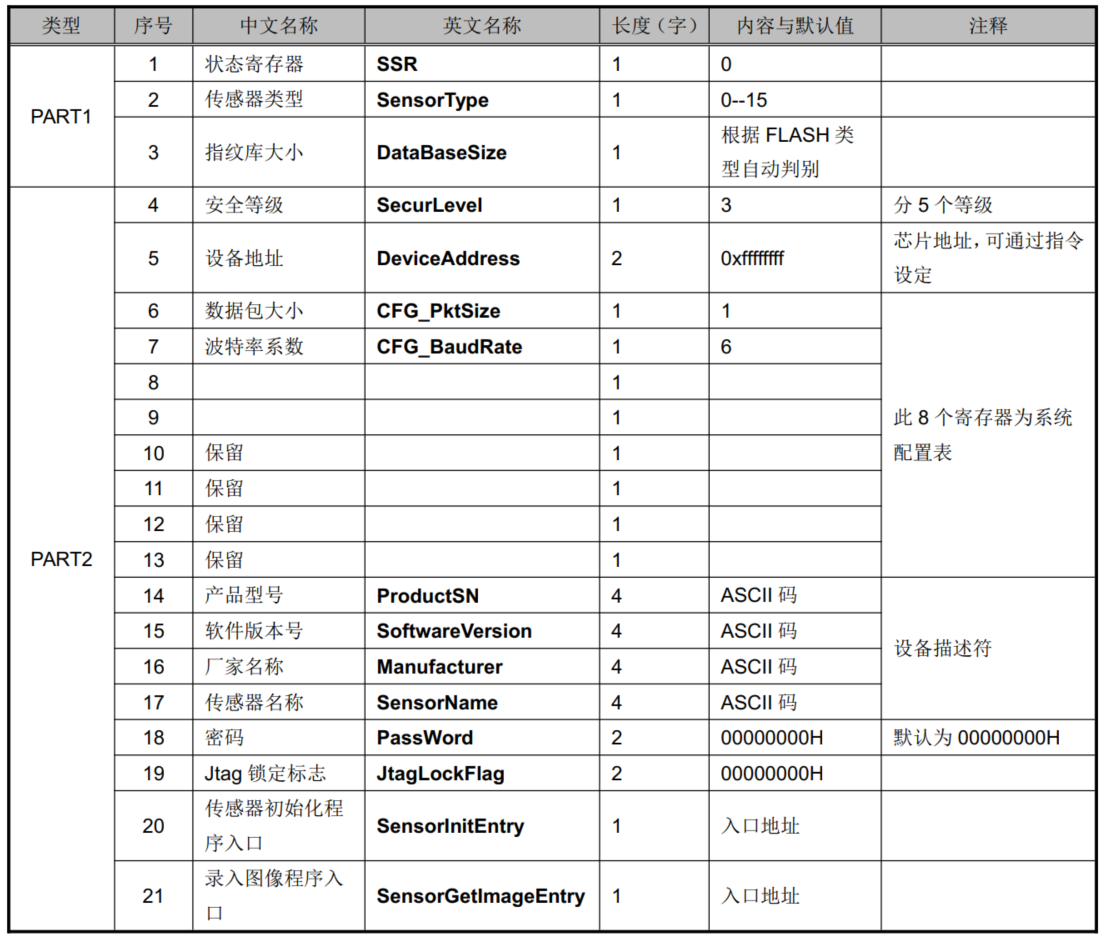 类型 序号 中文名称 英文名称 长度（字） 内容与默认值 注释
PART1
1 状态寄存器 SSR 1 0
2 传感器类型 SensorType 1 0--15
3 指纹库大小 DataBaseSize 1 根据 FLASH 类
型自动判别
PART2
4 安全等级 SecurLevel 1 3 分 5 个等级
5 设备地址 DeviceAddress 2 0xffffffff 芯片地址，可通过指令
设定
6 数据包大小 CFG_PktSize 1 1
7 波特率系数 CFG_BaudRate 1 6
8 1
9 1
此 8 个寄存器为系统
配置表
10 保留 1
11 保留 1
12 保留 1
13 保留 1
14 产品型号 ProductSN 4 ASCII 码
15 软件版本号 SoftwareVersion 4 ASCII 码
设备描述符
16 厂家名称 Manufacturer 4 ASCII 码
17 传感器名称 SensorName 4 ASCII 码
18 密码 PassWord 2 00000000H 默认为 00000000H
19 Jtag 锁定标志 JtagLockFlag 2 00000000H
20 传感器初始化程
序入口 SensorInitEntry 1 入口地址
21 录入图像程序入
口 SensorGetImageEntry 1 入口地址